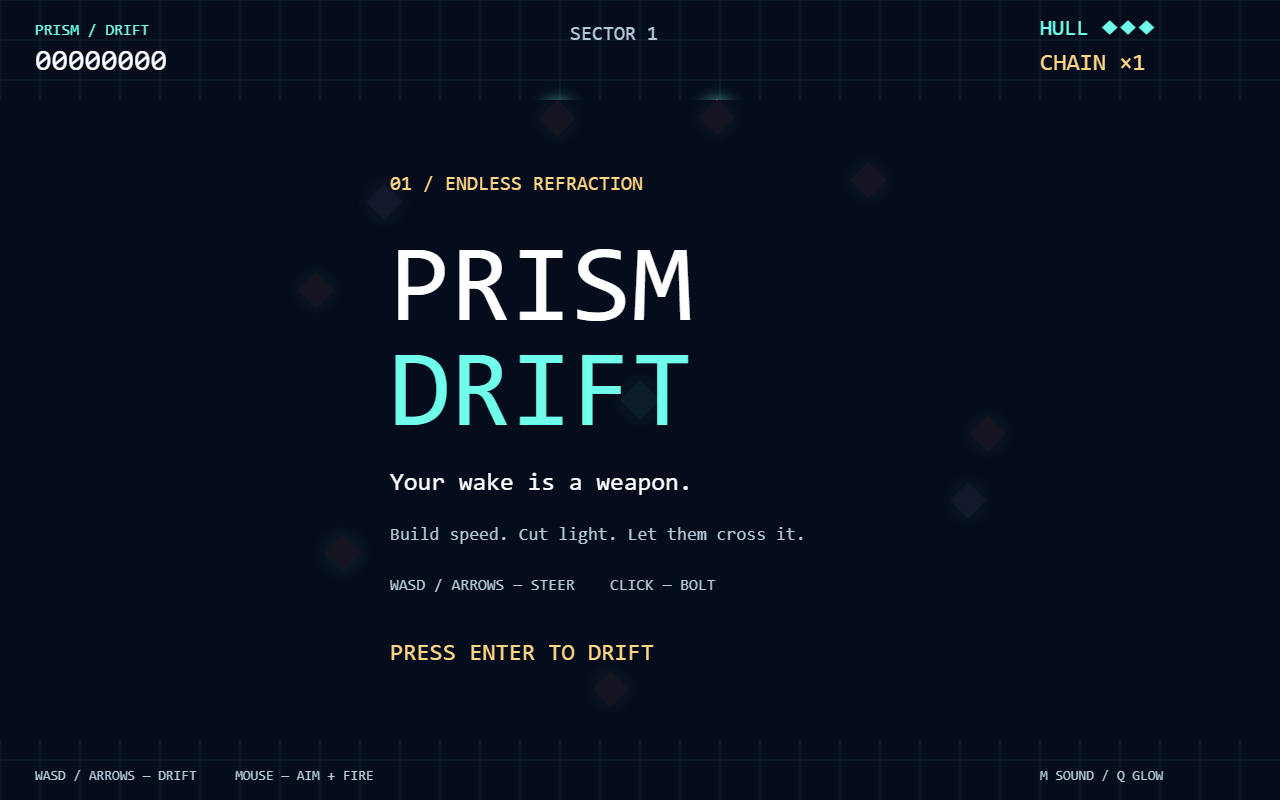 PRISM / DRIFT
00000000
SECTOR 1
HULL ◆◆◆
CHAIN ×1
01 / ENDLESS REFRACTION
PRISM
DRIFT
Your wake is a weapon.
Build speed. Cut light. Let them cross it.
WASD / ARROWS — STEER CLICK — BOLT
PRESS ENTER TO DRIFT
WASD / ARROWS — DRIFT MOUSE — AIM + FIRE
M SOUND / Q GLOW